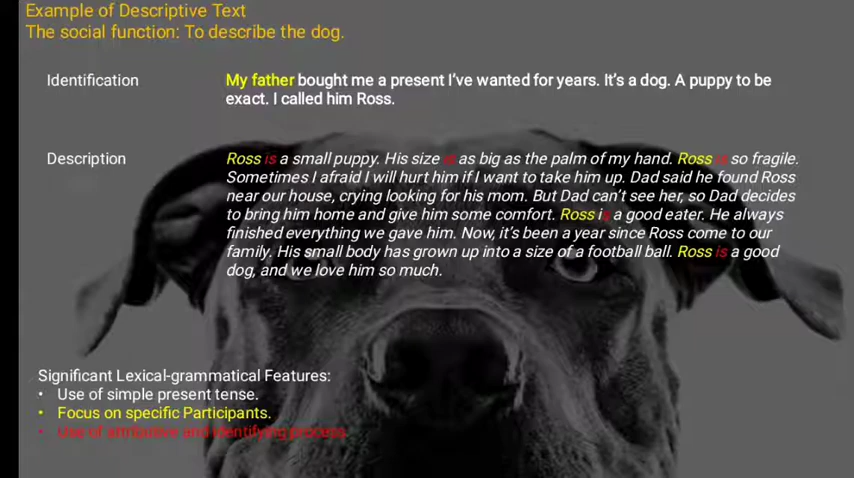 Example of Descriptive Text
The social function: To describe the dog.
Identification
My father bought me a present I've wanted for years. It's a dog. A puppy to be
exact. I called him Ross.
Description
Ross is a small puppy. His size is as big as the palm of my hand. Ross is so fragile.
Sometimes I afraid I will hurt him if I want to take him up. Dad said he found Ross
near our house, crying looking for his mom. But Dad can't see her, so Dad decides
to bring him home and give him some comfort. Ross is a good eater. He always
finished everything we gave him. Now, it's been a year since Ross come to our
family. His small body has grown up into a size of a football ball. Ross is a good
dog, and we love him so much.
Significant Lexical-grammatical Features:
• Use of simple present tense.
• Focus on specific Participants.
• Use of attributive and identifying process.